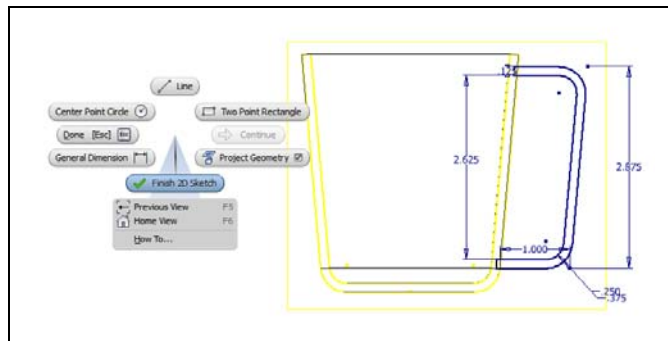 Line
Center Point Circle
Two Point Rectangle
Done [Esc]
Continue
General Dimension
Project Geometry
Finish 2D Sketch
Previous View F5
Home View F6
How To...
.125
2.625
2.875
1.000
.250
.375